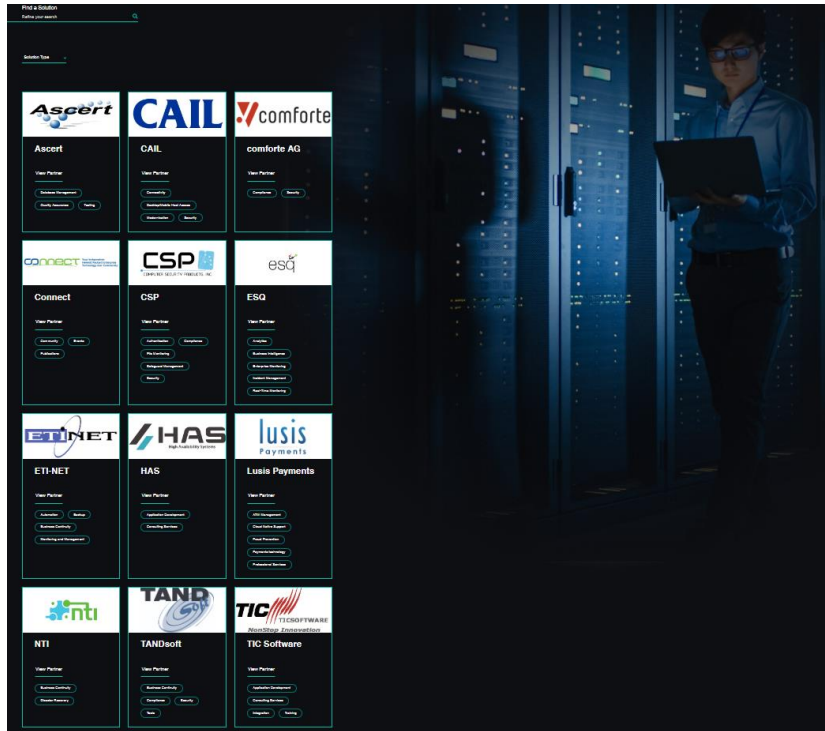 Find a Solution
Refine your search
Solution Type
Ascert
CAIL
comforte
Ascert
CAIL
comforte AG
View Partner
View Partner
View Partner
Database Management
Quality Assurance
Testing
Connectivity
Desktop/Mobile Host Access
Modernization
Security
Compliance
Security
CONNECT
CSP
COMPUTER SECURITY PRODUCTS, INC.
esq
Connect
CSP
ESQ
View Partner
View Partner
View Partner
Community
Events
Publications
Authentication
Compliance
File Monitoring
Safeguard Management
Security
Analytics
Business Intelligence
Enterprise Monitoring
Incident Management
Real-Time Monitoring
ETINET
HAS
High Availability Systems
lusis
Payments
ETI-NET
HAS
Lusis Payments
View Partner
View Partner
View Partner
Automation
Backup
Business Continuity
Monitoring and Management
Application Development
Consulting Services
ATM Management
Cloud Native Support
Fraud Prevention
Payments technology
Professional Services
nti
TANDsoft
TIC
TICSOFTWARE
NonStop Innovation
NTI
TANDsoft
TIC Software
View Partner
View Partner
View Partner
Business Continuity
Disaster Recovery
Business Continuity
Compliance
Security
Tools
Application Development
Consulting Services
Integration
Training